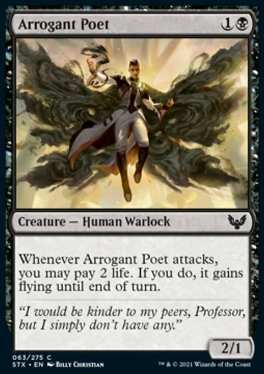 Arrogant Poet 1
Creature — Human Warlock
Whenever Arrogant Poet attacks,
you may pay 2 life. If you do, it gains
flying until end of turn.
“I would be kinder to my peers, Professor,
but I simply don’t have any.”
2/1
063/275 C
STX • EN Billy Christian
™ & © 2021 Wizards of the Coast